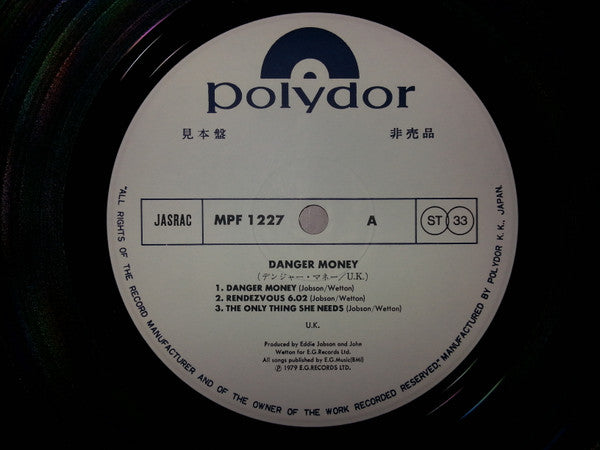 polydor
見本盤 非売品
JASRAC MPF 1227 A ST 33
DANGER MONEY
(デンジャー・マネー/U.K.)
1. DANGER MONEY (Jobson/Wetton)
2. RENDEZVOUS 6.02 (Jobson/Wetton)
3. THE ONLY THING SHE NEEDS (Jobson/Wetton)
U.K.
Produced by Eddie Jobson and John
Wetton for E.G.Records Ltd.
All songs published by E.G.Music(BMI)
Ⓟ 1979 E.G.RECORDS LTD.
"ALL RIGHTS OF THE RECORD MANUFACTURER AND OF THE OWNER OF THE WORK RECORDED RESERVED." MANUFACTURED BY POLYDOR K.K., JAPAN.